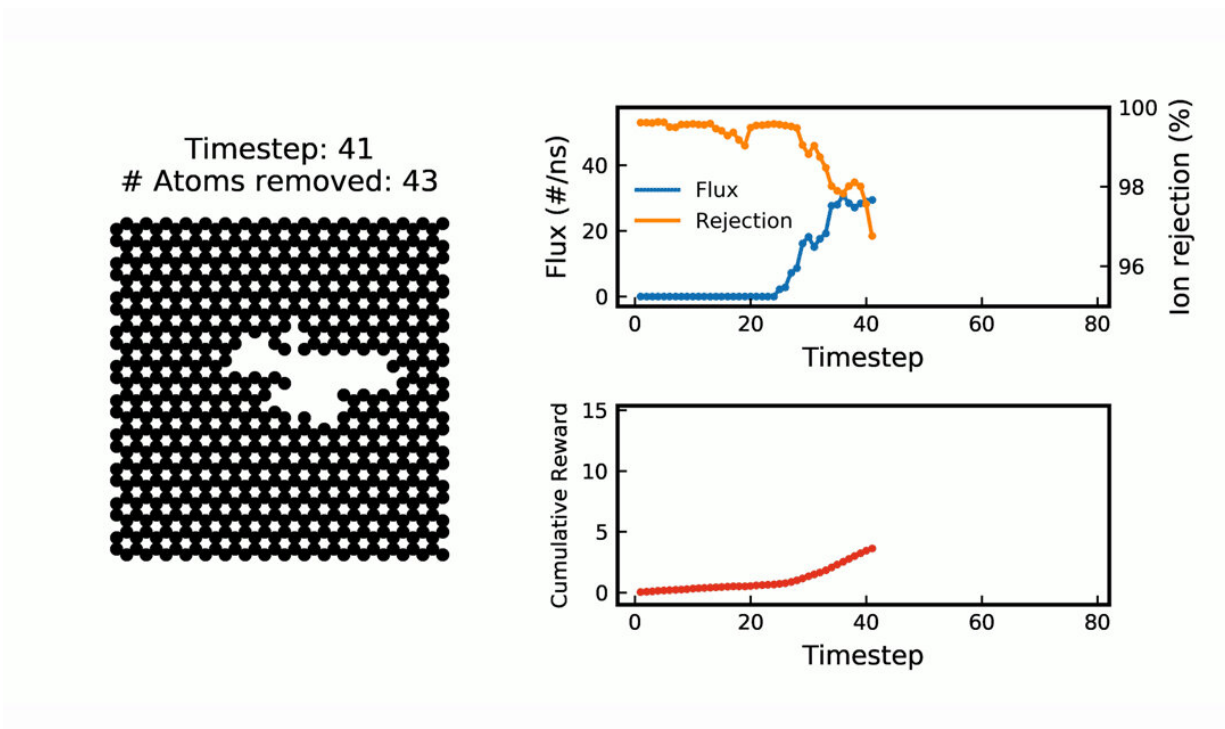 Timestep: 41
# Atoms removed: 43
Flux (#/ns)
40
20
0
Flux
Rejection
100
98
96
Ion rejection (%)
0 20 40 60 80
Timestep
Cumulative Reward
15
10
5
0
0 20 40 60 80
Timestep